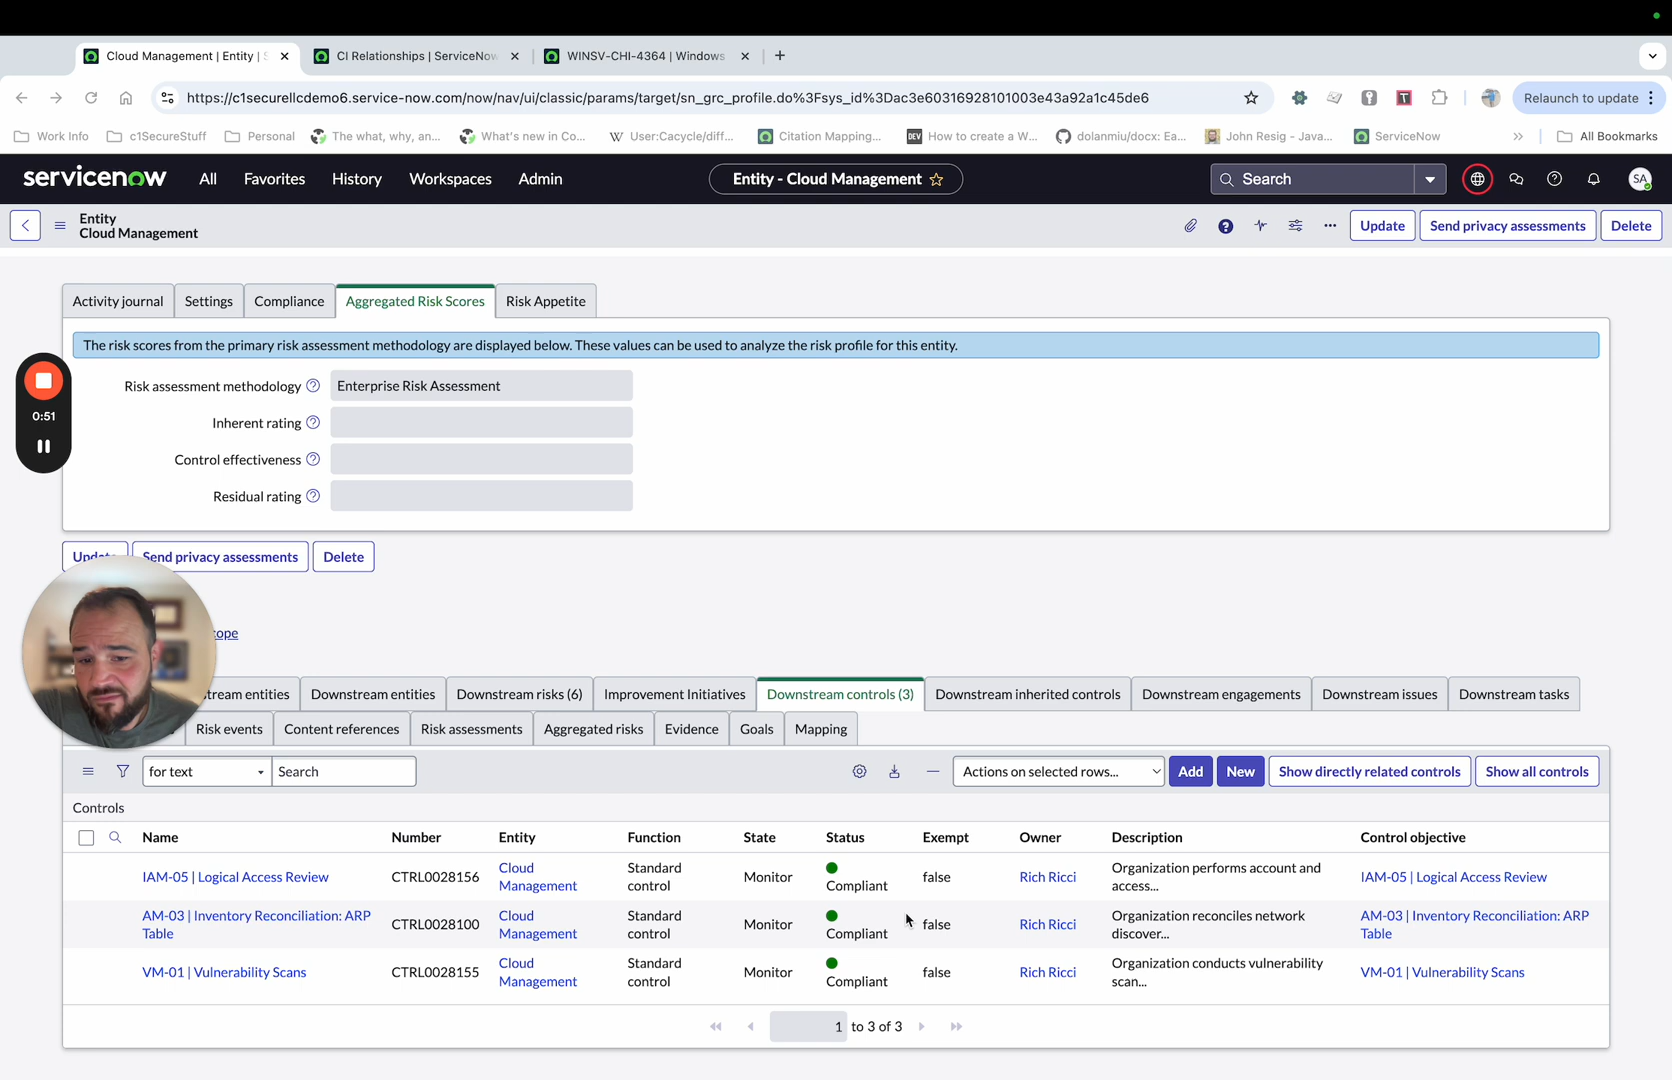 Cloud Management | Entity | S
CI Relationships | ServiceNow
WINSV-CHI-4364 | Windows
https://c1securellcdemo6.service-now.com/now/nav/ui/classic/params/target/sn_grc_profile.do%3Fsys_id%3Dac3e60316928101003e43a92a1c45de6
Relaunch to update
Work Info
c1SecureStuff
Personal
The what, why, an...
What's new in Co...
User:Cacycle/diff...
Citation Mapping...
DEV
How to create a W...
dolanmiu/docx: Ea...
John Resig - Java...
ServiceNow
All Bookmarks
servicenow
All
Favorites
History
Workspaces
Admin
Entity - Cloud Management
Search
SA
Entity
Cloud Management
Update
Send privacy assessments
Delete
Activity journal
Settings
Compliance
Aggregated Risk Scores
Risk Appetite
The risk scores from the primary risk assessment methodology are displayed below. These values can be used to analyze the risk profile for this entity.
Risk assessment methodology
Enterprise Risk Assessment
Inherent rating
Control effectiveness
Residual rating
0:51
Update
Send privacy assessments
Delete
cope
tream entities
Downstream entities
Downstream risks (6)
Improvement Initiatives
Downstream controls (3)
Downstream inherited controls
Downstream engagements
Downstream issues
Downstream tasks
Risk events
Content references
Risk assessments
Aggregated risks
Evidence
Goals
Mapping
for text
Search
Actions on selected rows...
Add
New
Show directly related controls
Show all controls
Controls
Name Number Entity Function State Status Exempt Owner Description Control objective
IAM-05 | Logical Access Review CTRL0028156 Cloud Management Standard control Monitor Compliant false Rich Ricci Organization performs account and access... IAM-05 | Logical Access Review
AM-03 | Inventory Reconciliation: ARP Table CTRL0028100 Cloud Management Standard control Monitor Compliant false Rich Ricci Organization reconciles network discover... AM-03 | Inventory Reconciliation: ARP Table
VM-01 | Vulnerability Scans CTRL0028155 Cloud Management Standard control Monitor Compliant false Rich Ricci Organization conducts vulnerability scan... VM-01 | Vulnerability Scans
1 to 3 of 3